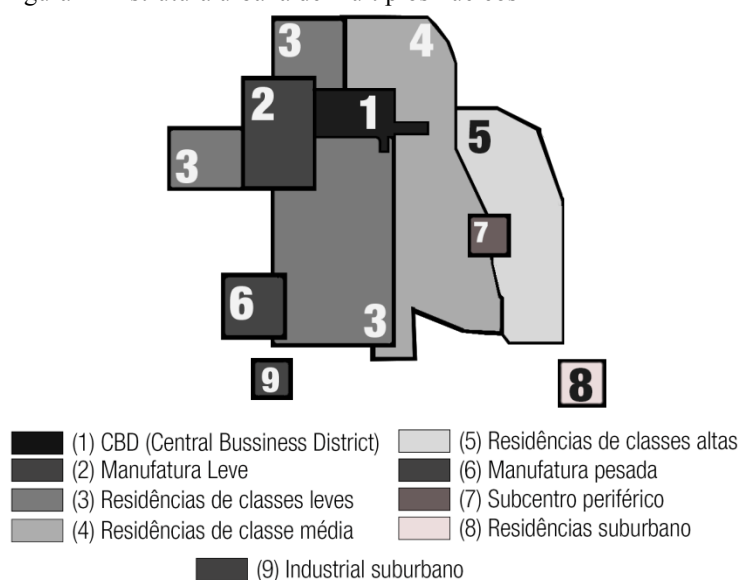 3
4
2
1
5
3
7
6
3
9
8
(1) CBD (Central Bussiness District)
(2) Manufatura Leve
(3) Residências de classes leves
(4) Residências de classe média
(5) Residências de classes altas
(6) Manufatura pesada
(7) Subcentro periférico
(8) Residências suburbano
(9) Industrial suburbano